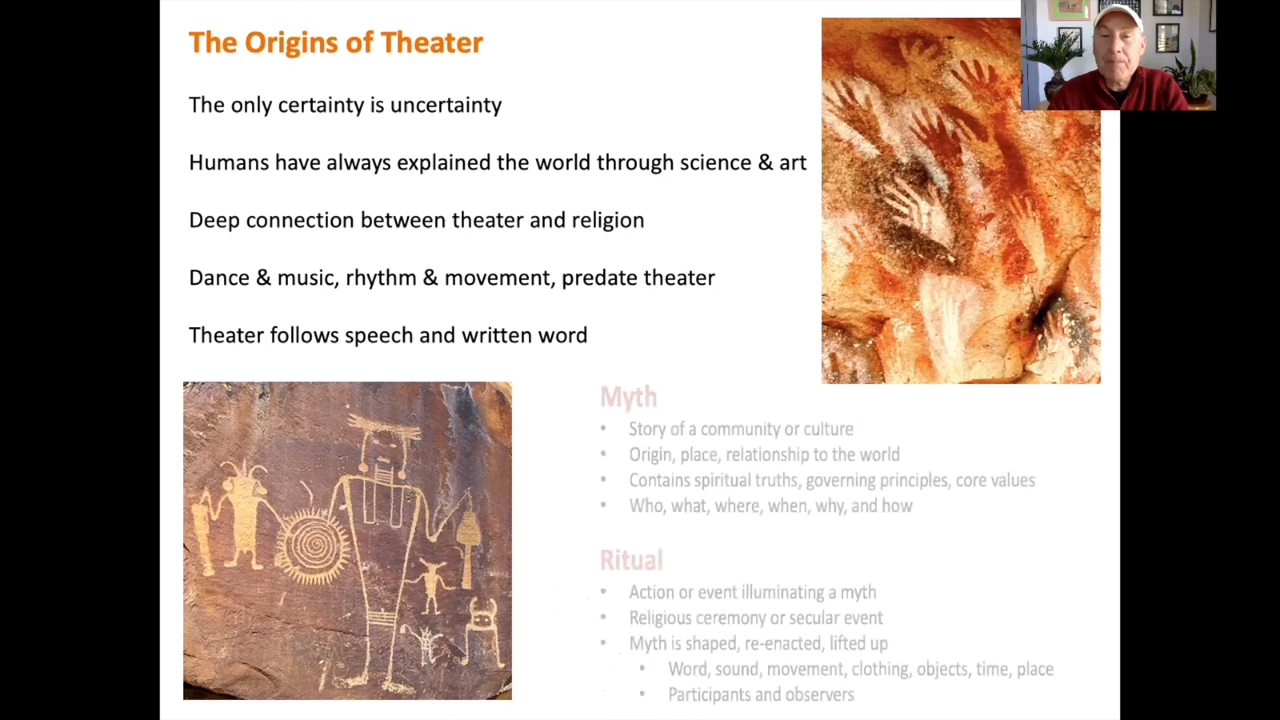 The Origins of Theater
The only certainty is uncertainty
Humans have always explained the world through science & art
Deep connection between theater and religion
Dance & music, rhythm & movement, predate theater
Theater follows speech and written word
Myth
• Story of a community or culture
• Origin, place, relationship to the world
• Contains spiritual truths, governing principles, core values
• Who, what, where, when, why, and how
Ritual
• Action or event illuminating a myth
• Religious ceremony or secular event
• Myth is shaped, re-enacted, lifted up
• Word, sound, movement, clothing, objects, time, place
• Participants and observers